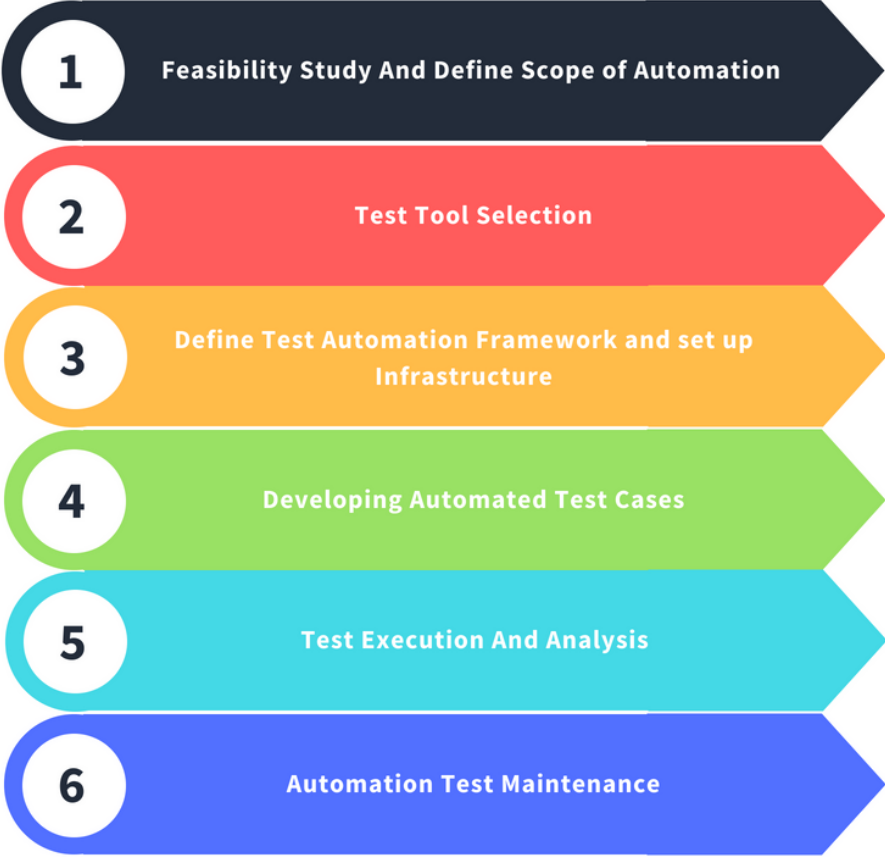 1
Feasibility Study And Define Scope of Automation
2
Test Tool Selection
3
Define Test Automation Framework and set up
Infrastructure
4
Developing Automated Test Cases
5
Test Execution And Analysis
6
Automation Test Maintenance